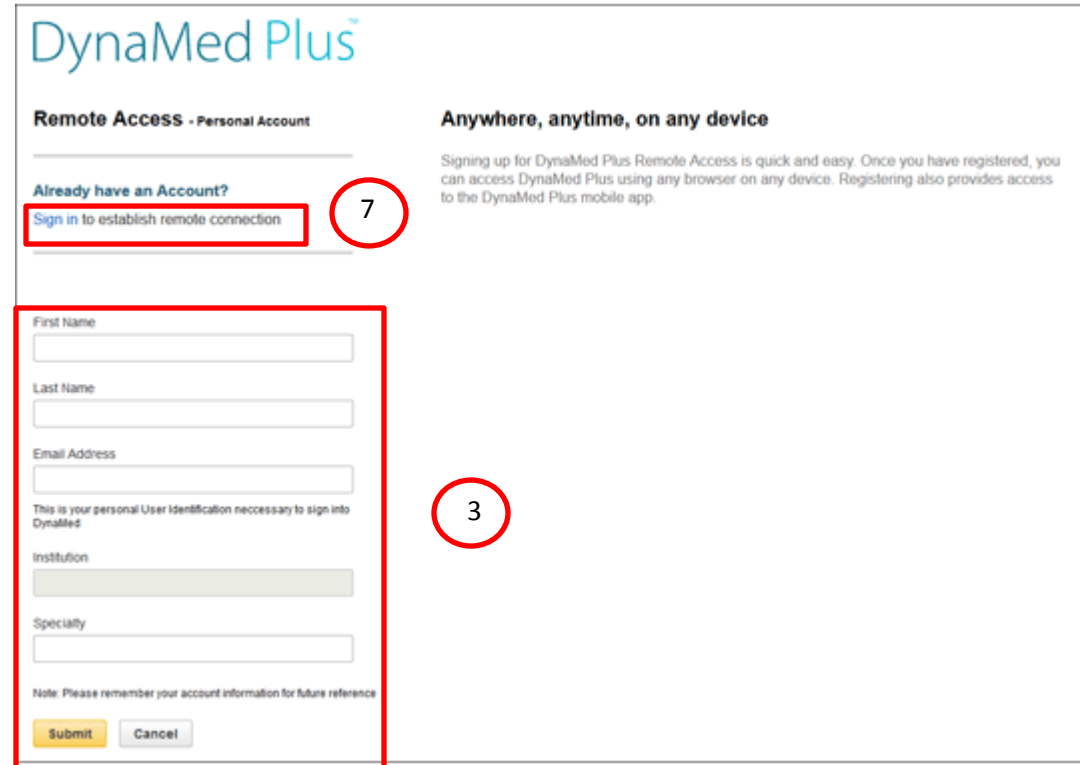 DynaMed Plus™
Remote Access - Personal Account
Already have an Account?
Sign in to establish remote connection
7
Anywhere, anytime, on any device
Signing up for DynaMed Plus Remote Access is quick and easy. Once you have registered, you
can access DynaMed Plus using any browser on any device. Registering also provides access
to the DynaMed Plus mobile app.
First Name
Last Name
Email Address
This is your personal User Identification neccessary to sign into
DynaMed
3
Institution
Specialty
Note: Please remember your account information for future reference
Submit
Cancel